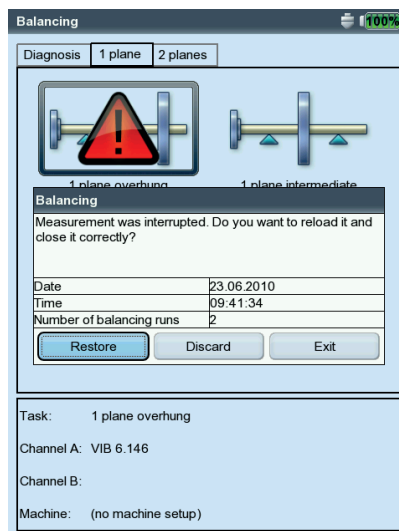 Balancing
100%
Diagnosis 1 plane 2 planes
1 plane overhung 1 plane intermediate
Balancing
Measurement was interrupted. Do you want to reload it and
close it correctly?
Date 23.06.2010
Time 09:41:34
Number of balancing runs 2
Restore Discard Exit
Task: 1 plane overhung
Channel A: VIB 6.146
Channel B:
Machine: (no machine setup)